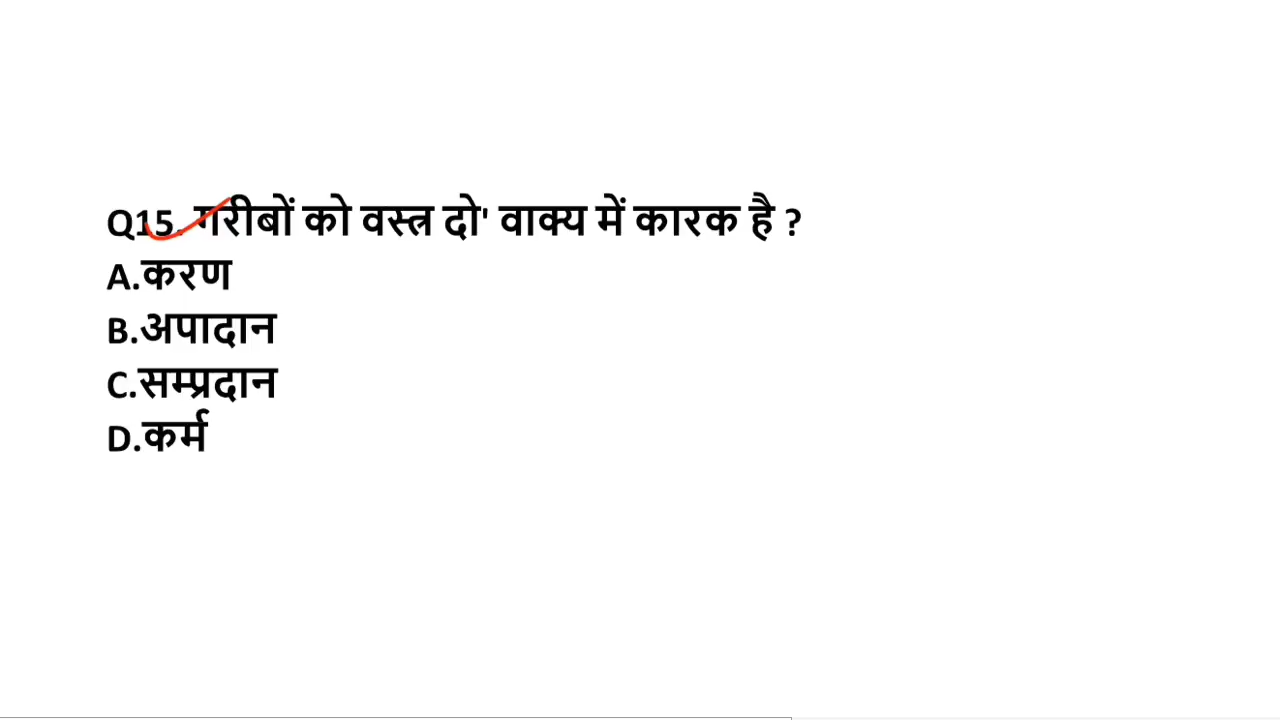 Q15. गरीबों को वस्त्र दो' वाक्य में कारक है ?
A.करण
B.अपादान
C.सम्प्रदान
D.कर्म